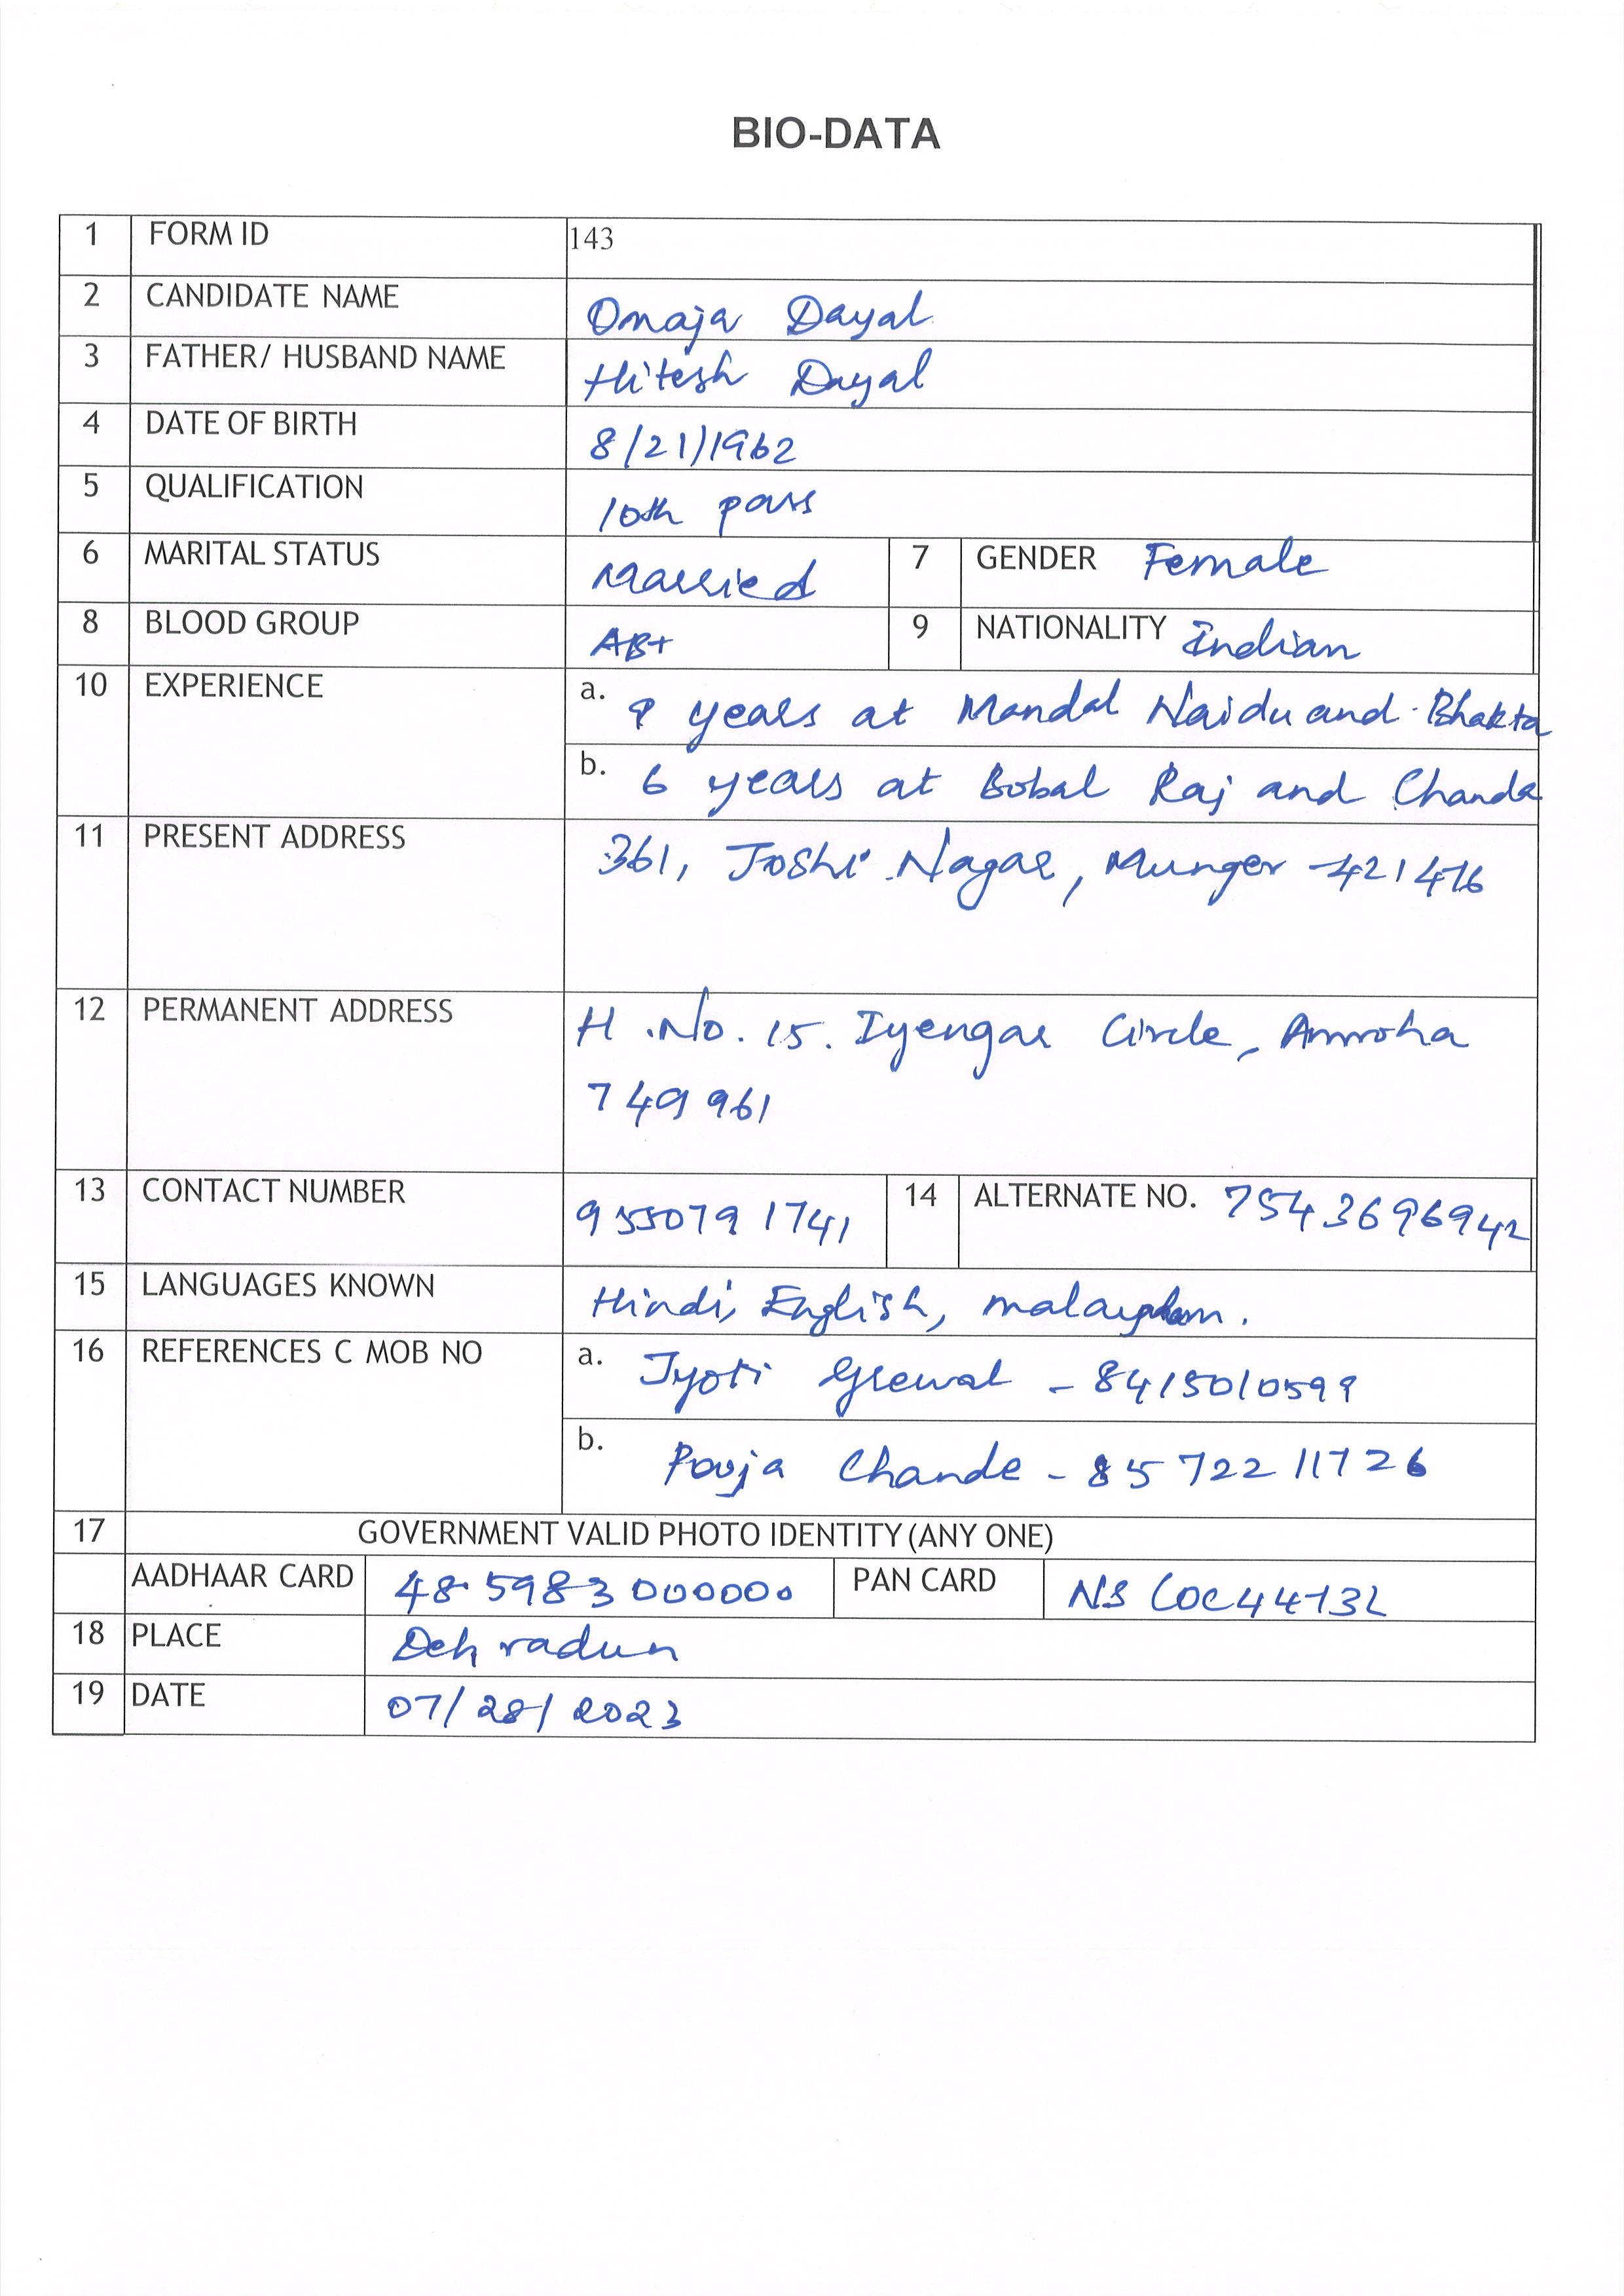 BIO-DATA
1 FORM ID 143
2 CANDIDATE NAME Omaja Dayal
3 FATHER/ HUSBAND NAME Hitesh Dayal
4 DATE OF BIRTH 8/21/1962
5 QUALIFICATION 10th pass
6 MARITAL STATUS Married 7 GENDER Female
8 BLOOD GROUP AB+ 9 NATIONALITY Indian
10 EXPERIENCE a. 9 years at Mandal Naidu and Bhakta
b. 6 years at Bobal Raj and Chanda
11 PRESENT ADDRESS 361, Joshi Nagar, Munger -421476
12 PERMANENT ADDRESS H.No. 15. Iyengar Circle, Amroha
749961
13 CONTACT NUMBER 9550791741 14 ALTERNATE NO. 7543696942
15 LANGUAGES KNOWN Hindi, English, malayalam.
16 REFERENCES C MOB NO a. Jyoti Grewal - 8415010599
b. Pooja Chande - 8572211726
17 GOVERNMENT VALID PHOTO IDENTITY (ANY ONE)
AADHAAR CARD 485983000000 PAN CARD
18 PLACE Dehradun
19 DATE 07/28/2023